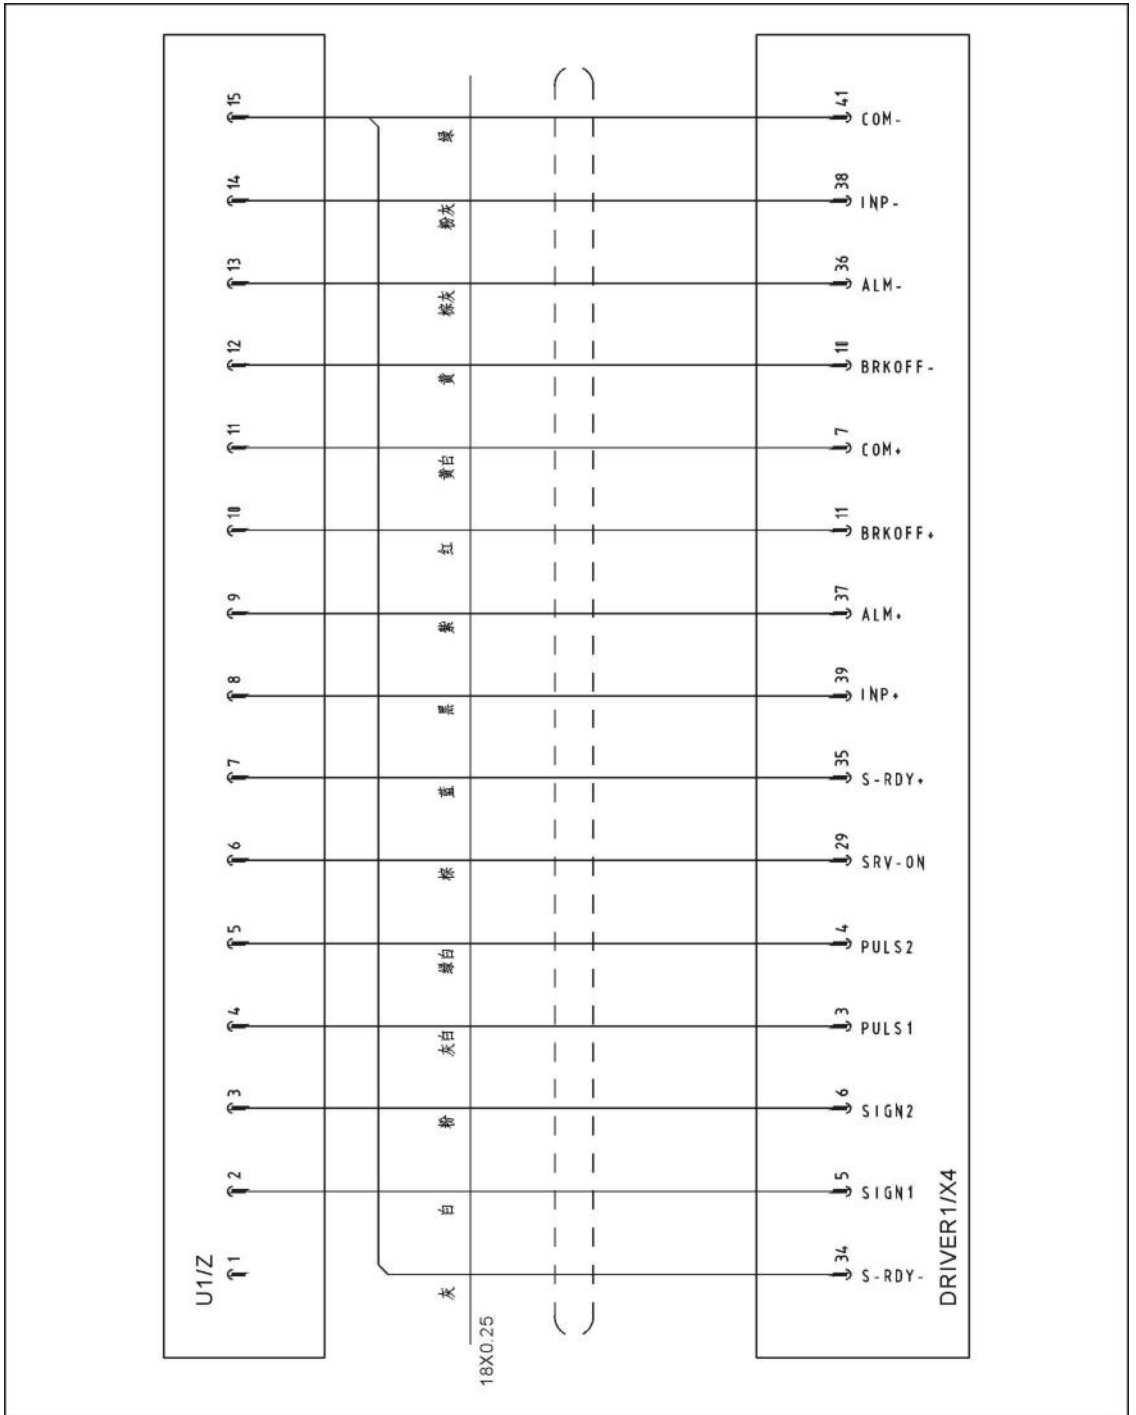 15 绿 41 COM-
14 粉灰 38 INP-
13 棕灰 36 ALM-
12 黄 10 BRKOFF-
11 黄白 7 COM+
10 红 11 BRKOFF+
9 紫 37 ALM+
8 黑 39 INP+
7 蓝 35 S-RDY+
6 棕 29 SRV-ON
5 绿白 4 PULS2
4 灰白 3 PULS1
3 粉 6 SIGN2
2 白 5 SIGN1
1 灰 34 S-RDY-
U1/Z
18X0.25
DRIVER1/X4